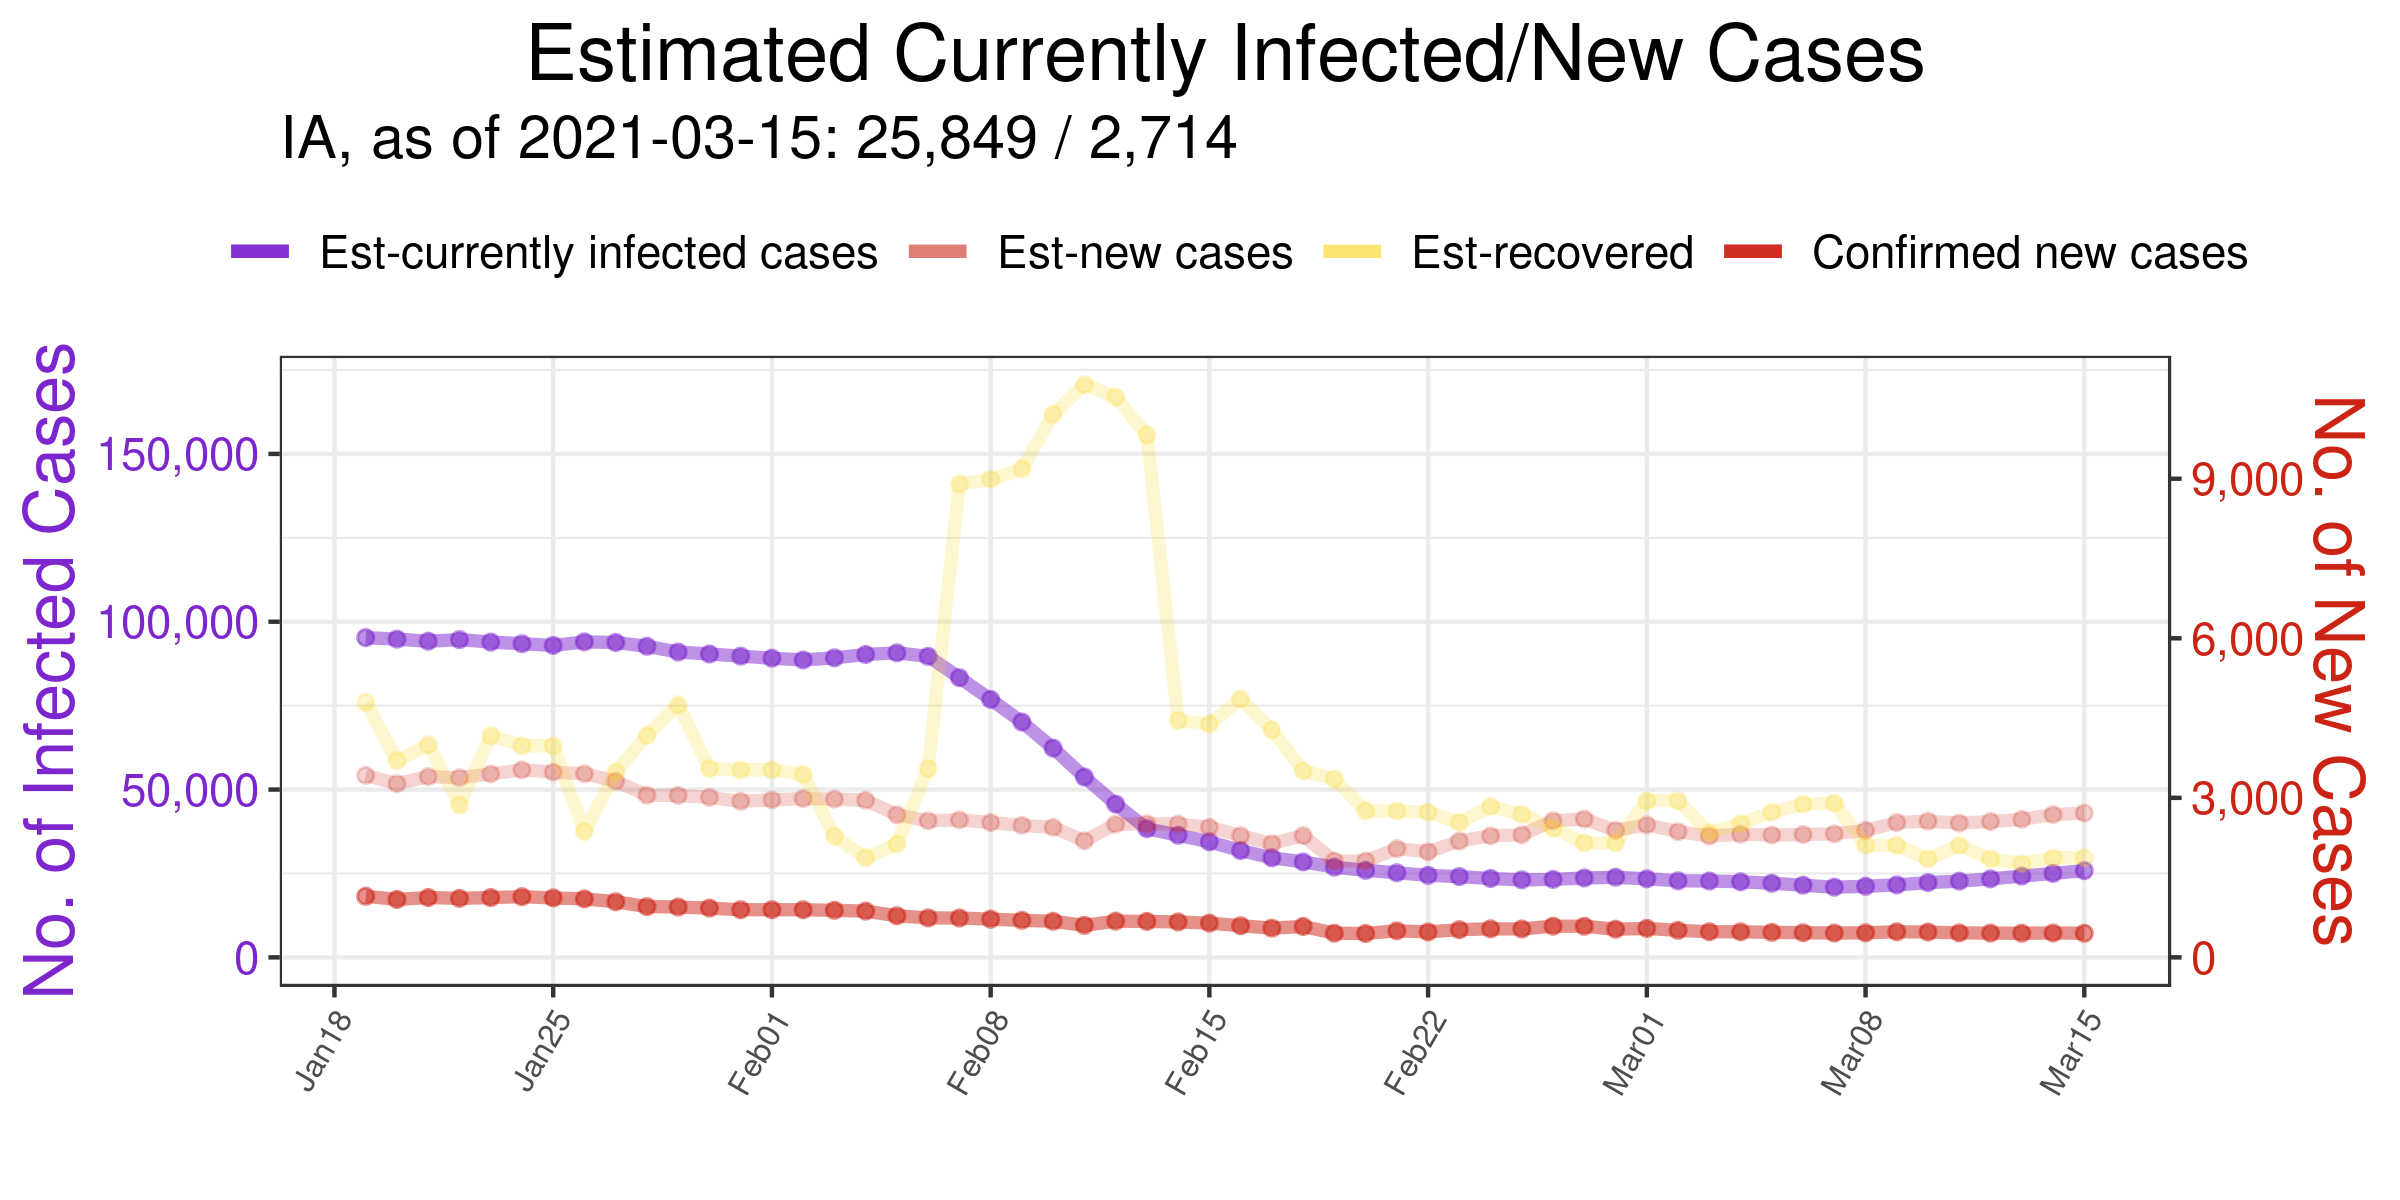 Estimated Currently Infected/New Cases
IA, as of 2021-03-15: 25,849 / 2,714
Est-currently infected cases Est-new cases Est-recovered Confirmed new cases
No. of Infected Cases
150,000
100,000
50,000
0
9,000
6,000
3,000
0
No. of New Cases
Jan18 Jan25 Feb01 Feb08 Feb15 Feb22 Mar01 Mar08 Mar15